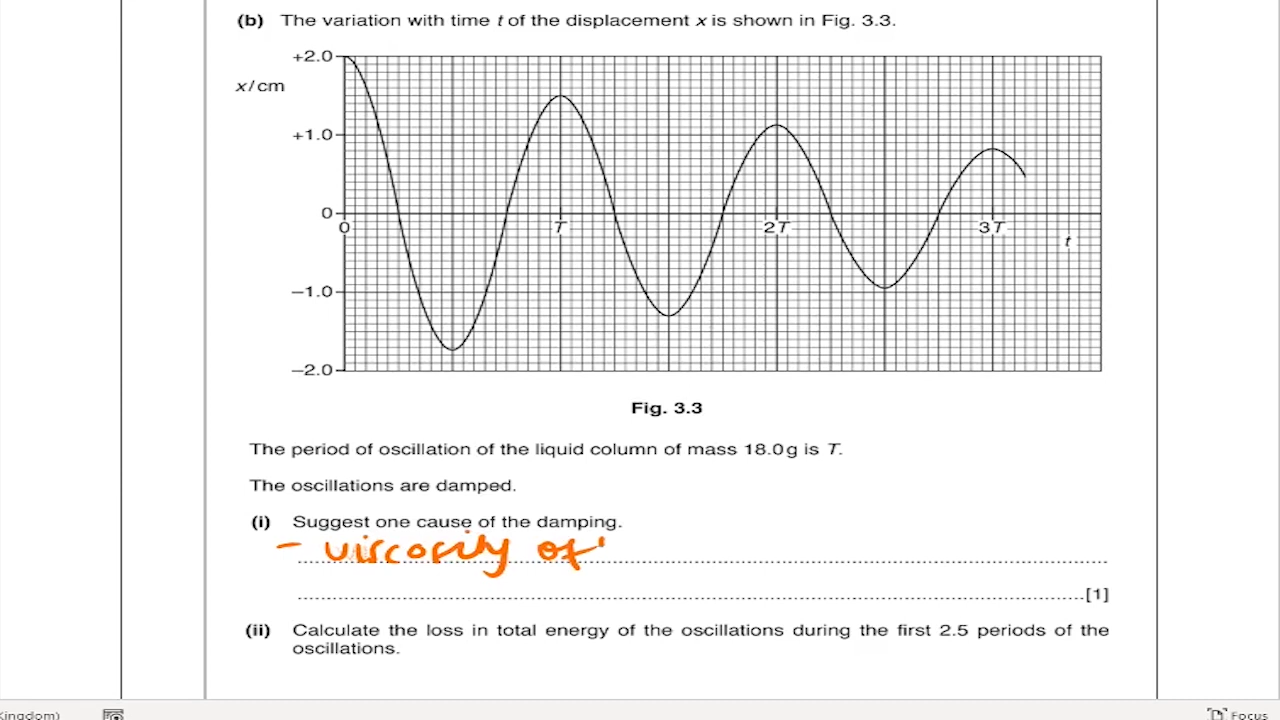 (b) The variation with time t of the displacement x is shown in Fig. 3.3.
+2.0
x/cm
+1.0
0
0 T 2T 3T t
−1.0
−2.0
Fig. 3.3
The period of oscillation of the liquid column of mass 18.0 g is T.
The oscillations are damped.
(i) Suggest one cause of the damping.
- viscosity of
[1]
(ii) Calculate the loss in total energy of the oscillations during the first 2.5 periods of the
oscillations.
Kingdom) Focus